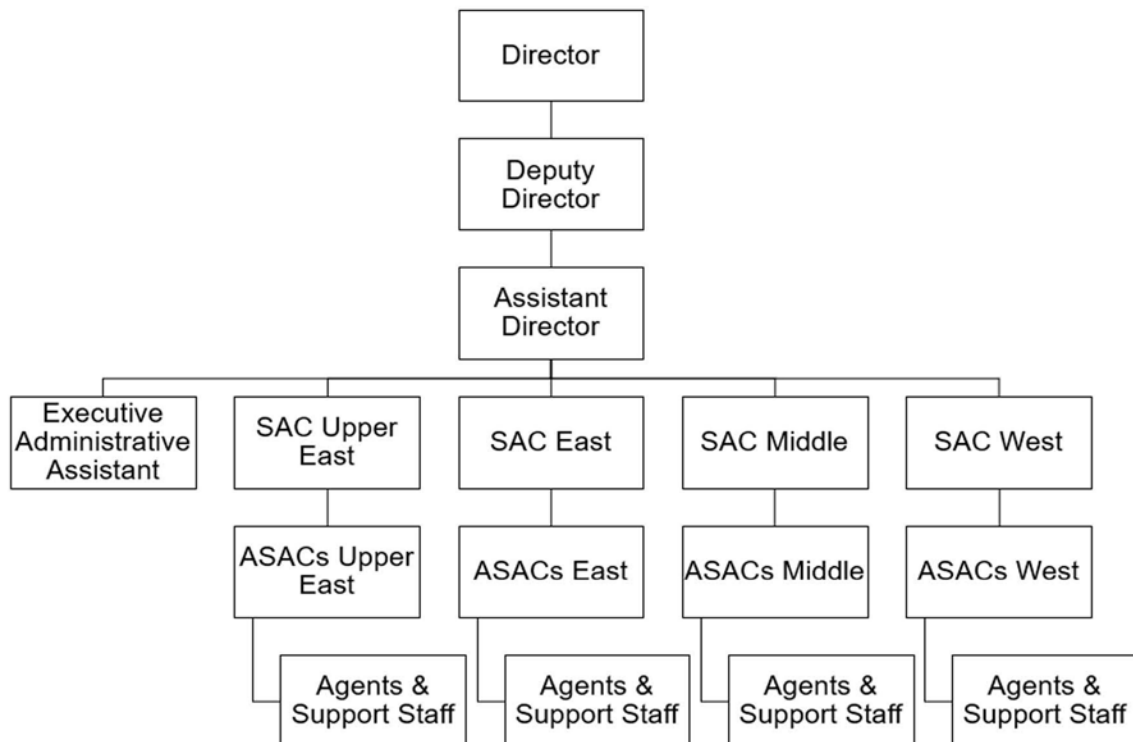 Director
Deputy
Director
Assistant
Director
Executive
Administrative
Assistant
SAC Upper
East
SAC East
SAC Middle
SAC West
ASACs Upper
East
ASACs East
ASACs Middle
ASACs West
Agents &
Support Staff
Agents &
Support Staff
Agents &
Support Staff
Agents &
Support Staff